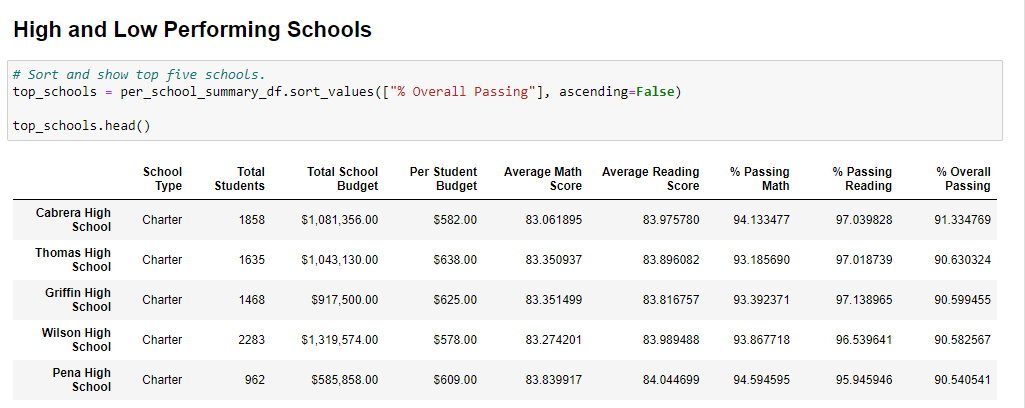 High and Low Performing Schools
# Sort and show top five schools.
top_schools = per_school_summary_df.sort_values(["% Overall Passing"], ascending=False)
top_schools.head()
School Type Total Students Total School Budget Per Student Budget Average Math Score Average Reading Score % Passing Math % Passing Reading % Overall Passing
Cabrera High School Charter 1858 $1,081,356.00 $582.00 83.061895 83.975780 94.133477 97.039828 91.334769
Thomas High School Charter 1635 $1,043,130.00 $638.00 83.350937 83.896082 93.185690 97.018739 90.630324
Griffin High School Charter 1468 $917,500.00 $625.00 83.351499 83.816757 93.392371 97.138965 90.599455
Wilson High School Charter 2283 $1,319,574.00 $578.00 83.274201 83.989488 93.867718 96.539641 90.582567
Pena High School Charter 962 $585,858.00 $609.00 83.839917 84.044699 94.594595 95.945946 90.540541